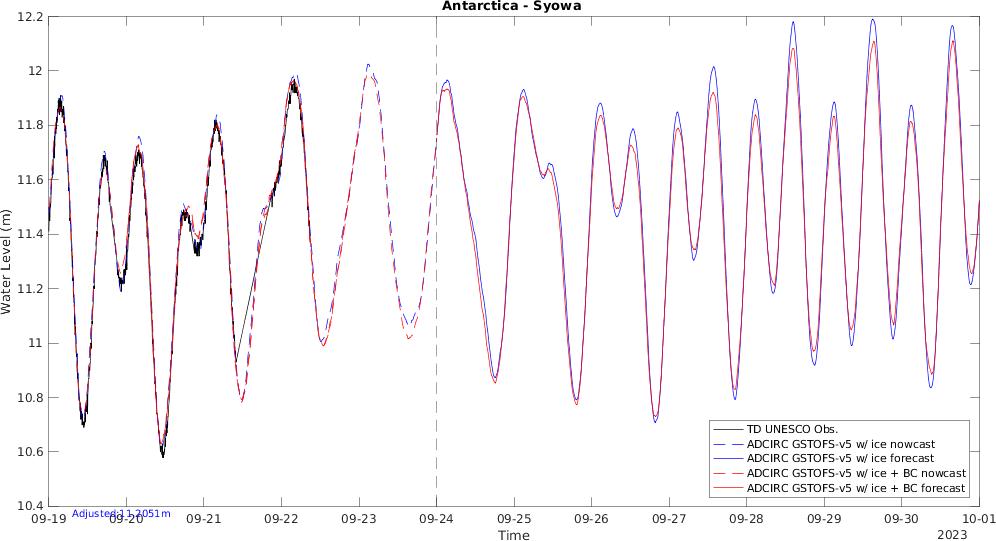 Antarctica - Syowa
Water Level (m)
12.2
12
11.8
11.6
11.4
11.2
11
10.8
10.6
10.4
TD UNESCO Obs.
ADCIRC GSTOFS-v5 w/ ice nowcast
ADCIRC GSTOFS-v5 w/ ice forecast
ADCIRC GSTOFS-v5 w/ ice + BC nowcast
ADCIRC GSTOFS-v5 w/ ice + BC forecast
Adjusted:11.2051m
09-19 09-20 09-21 09-22 09-23 09-24 09-25 09-26 09-27 09-28 09-29 09-30 10-01
Time
2023